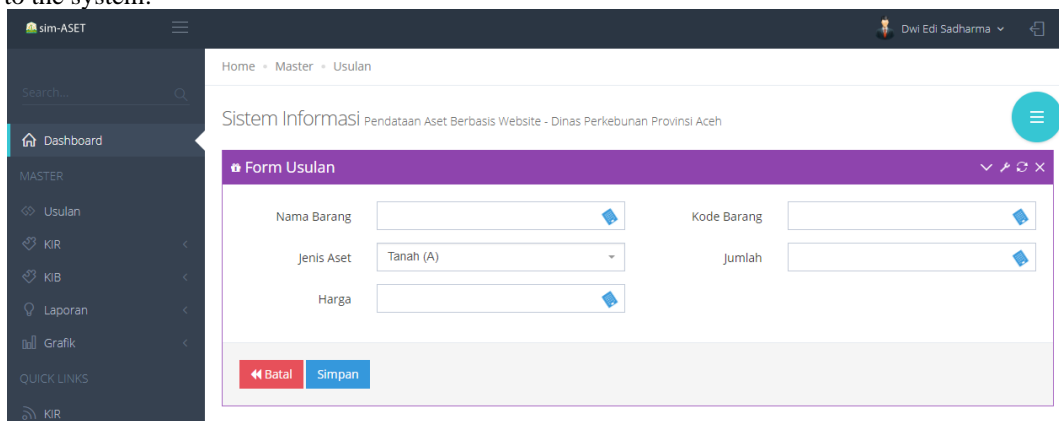 to the system.
sim-ASET
Dwi Edi Sadharma
Home Master Usulan
Search...
Sistem Informasi Pendataan Aset Berbasis Website - Dinas Perkebunan Provinsi Aceh
Dashboard
MASTER
Usulan
KIR
KIB
Laporan
Grafik
QUICK LINKS
KIR
Form Usulan
Nama Barang
Kode Barang
Jenis Aset Tanah (A)
Jumlah
Harga
Batal Simpan